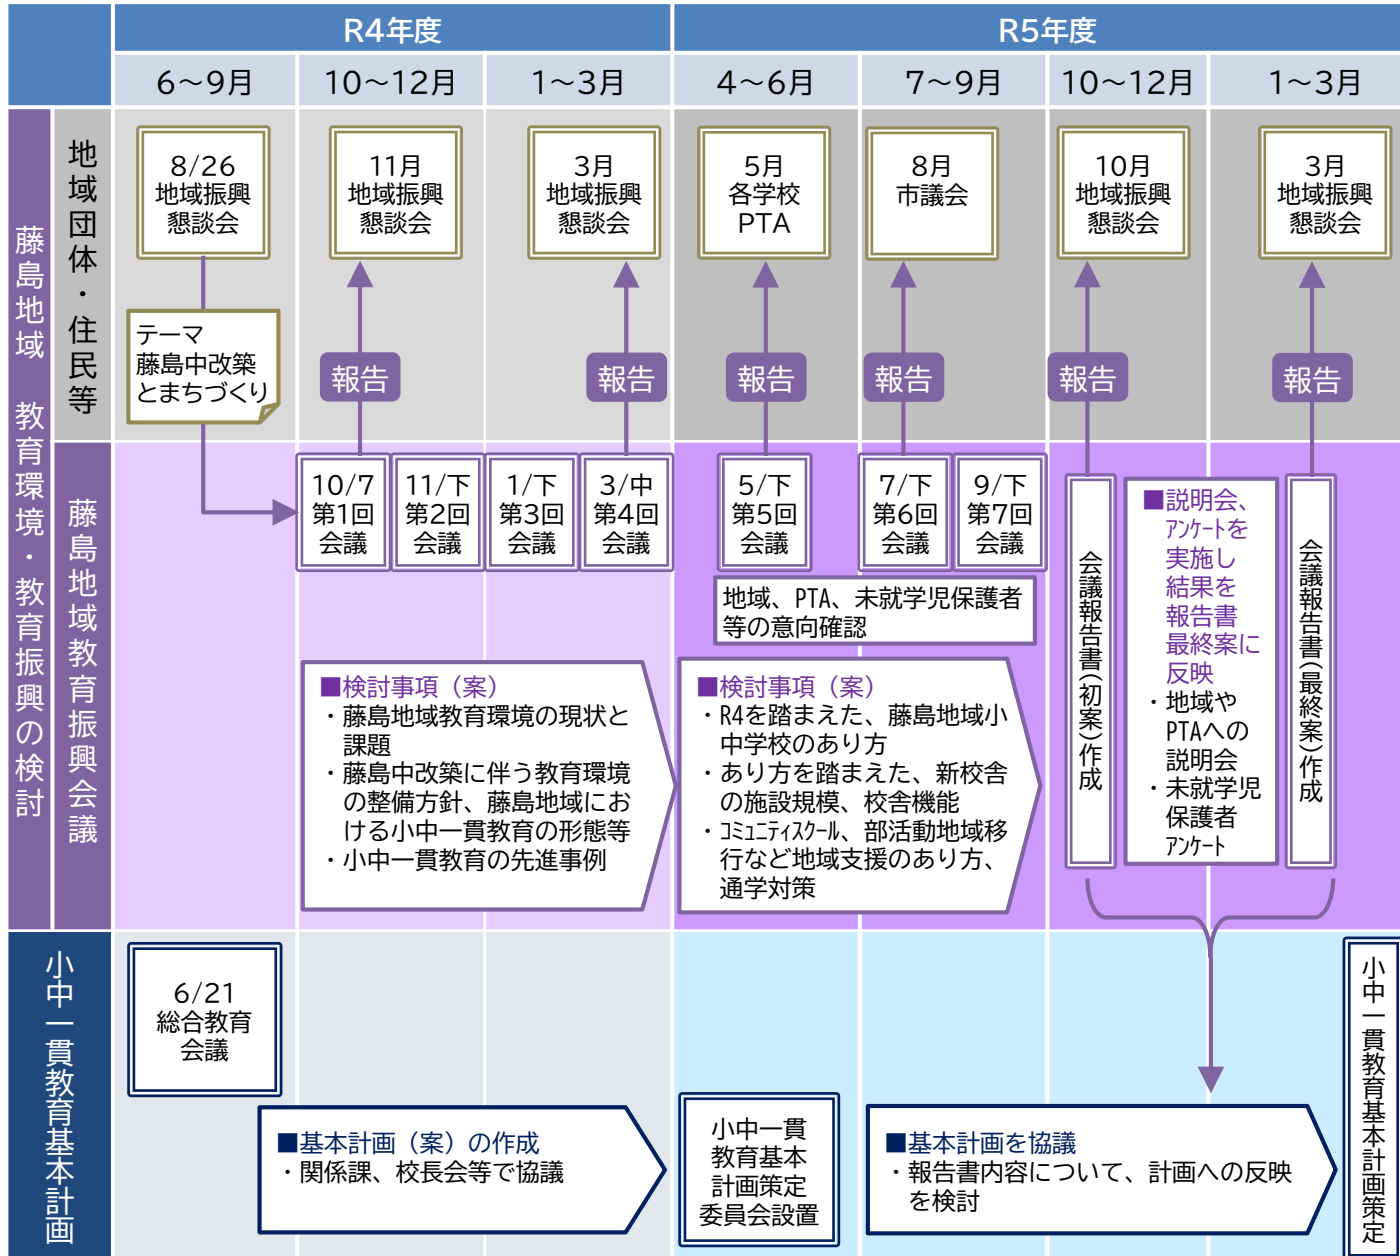 R4年度
R5年度
6～9月
10～12月
1～3月
4～6月
7～9月
10～12月
1～3月
藤島地域　教育環境・教育振興の検討
地域団体・住民等
8/26
地域振興
懇談会
11月
地域振興
懇談会
3月
地域振興
懇談会
5月
各学校
PTA
8月
市議会
10月
地域振興
懇談会
3月
地域振興
懇談会
テーマ
藤島中改築
とまちづくり
報告
報告
報告
報告
報告
報告
藤島地域教育振興会議
10/7
第1回
会議
11/下
第2回
会議
1/下
第3回
会議
3/中
第4回
会議
5/下
第5回
会議
7/下
第6回
会議
9/下
第7回
会議
地域、PTA、未就学児保護者
等の意向確認
■検討事項（案）
・藤島地域教育環境の現状と
課題
・藤島中改築に伴う教育環境
の整備方針、藤島地域にお
ける小中一貫教育の形態等
・小中一貫教育の先進事例
■検討事項（案）
・R4を踏まえた、藤島地域小
中学校のあり方
・あり方を踏まえた、新校舎
の施設規模、校舎機能
・ｺﾐｭﾆﾃｨｽｸｰﾙ、部活動地域移
行など地域支援のあり方、
通学対策
会議報告書(初案)作成
■説明会、
ｱﾝｹｰﾄを
実施し
結果を
報告書
最終案に
反映
・地域や
PTAへの
説明会
・未就学児
保護者
ｱﾝｹｰﾄ
会議報告書(最終案)作成
小中一貫教育基本計画
6/21
総合教育
会議
■基本計画（案）の作成
・関係課、校長会等で協議
小中一貫
教育基本
計画策定
委員会設置
■基本計画を協議
・報告書内容について、計画への反映
を検討
小中一貫教育基本計画策定